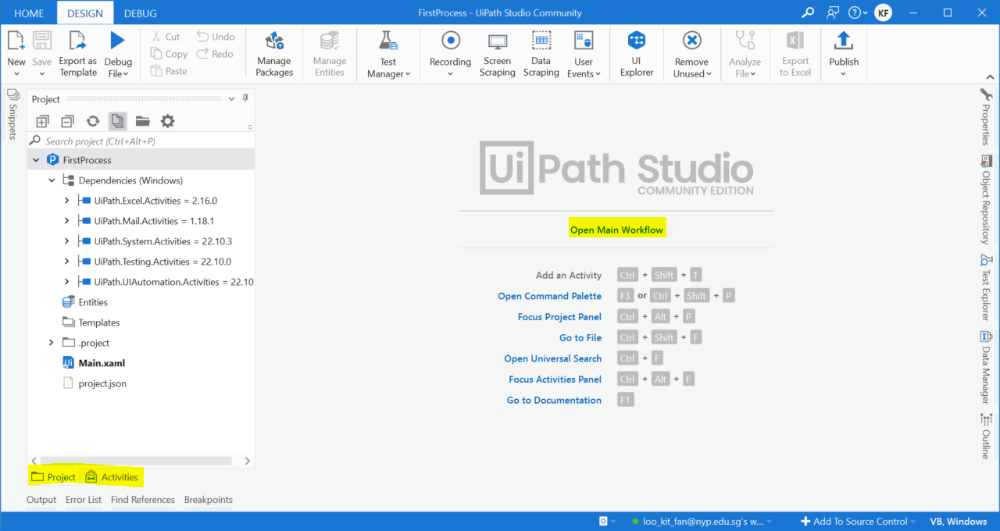 HOME DESIGN DEBUG FirstProcess - UiPath Studio Community KF
New Save Export as Template Debug File Cut Copy Paste Undo Redo Manage Packages Manage Entities Test Manager Recording Screen Scraping Data Scraping User Events UI Explorer Remove Unused Analyze File Export to Excel Publish
Snippets
Project
Search project (Ctrl+Alt+P)
FirstProcess
Dependencies (Windows)
UiPath.Excel.Activities = 2.16.0
UiPath.Mail.Activities = 1.18.1
UiPath.System.Activities = 22.10.3
UiPath.Testing.Activities = 22.10.0
UiPath.UIAutomation.Activities = 22.10
Entities
Templates
.project
Main.xaml
project.json
Project Activities
Output Error List Find References Breakpoints
UiPath Studio
COMMUNITY EDITION
Open Main Workflow
Add an Activity Ctrl + Shift + T
Open Command Palette F3 or Ctrl + Shift + P
Focus Project Panel Ctrl + Alt + P
Go to File Ctrl + Shift + F
Open Universal Search Ctrl + F
Focus Activities Panel Ctrl + Alt + F
Go to Documentation F1
Properties
Object Repository
Test Explorer
Data Manager
Outline
loo_kit_fan@nyp.edu.sg's w... Add To Source Control VB, Windows